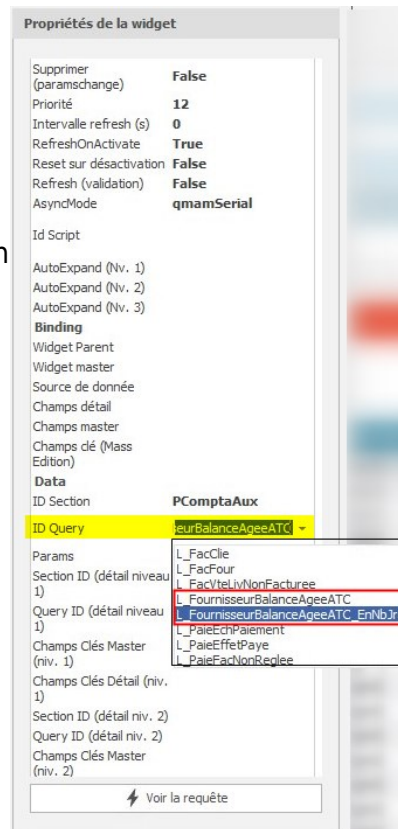 Propriétés de la widget
Supprimer
(paramschange) False
Priorité 12
Intervalle refresh (s) 0
RefreshOnActivate True
Reset sur désactivation False
Refresh (validation) False
AsyncMode qmamSerial
Id Script
n
AutoExpand (Nv. 1)
AutoExpand (Nv. 2)
AutoExpand (Nv. 3)
Binding
Widget Parent
Widget master
Source de donnée
Champs détail
Champs master
Champs clé (Mass
Edition)
Data
ID Section PComptaAux
ID Query seurBalanceAgeeATC
L_FacClie
L_FacFour
L_FacVteLivNonFacturee
L_FournisseurBalanceAgeeATC
L_FournisseurBalanceAgeeATC_EnNbJr
L_PaieEchPaiement
L_PaieEffetPaye
L_PaieFacNonReglee
Params
Section ID (détail niveau
1)
Query ID (détail niveau
1)
Champs Clés Master
(niv. 1)
Champs Clés Détail (niv.
1)
Section ID (détail niv. 2)
Query ID (détail niv. 2)
Champs Clés Master
(niv. 2)
Voir la requête